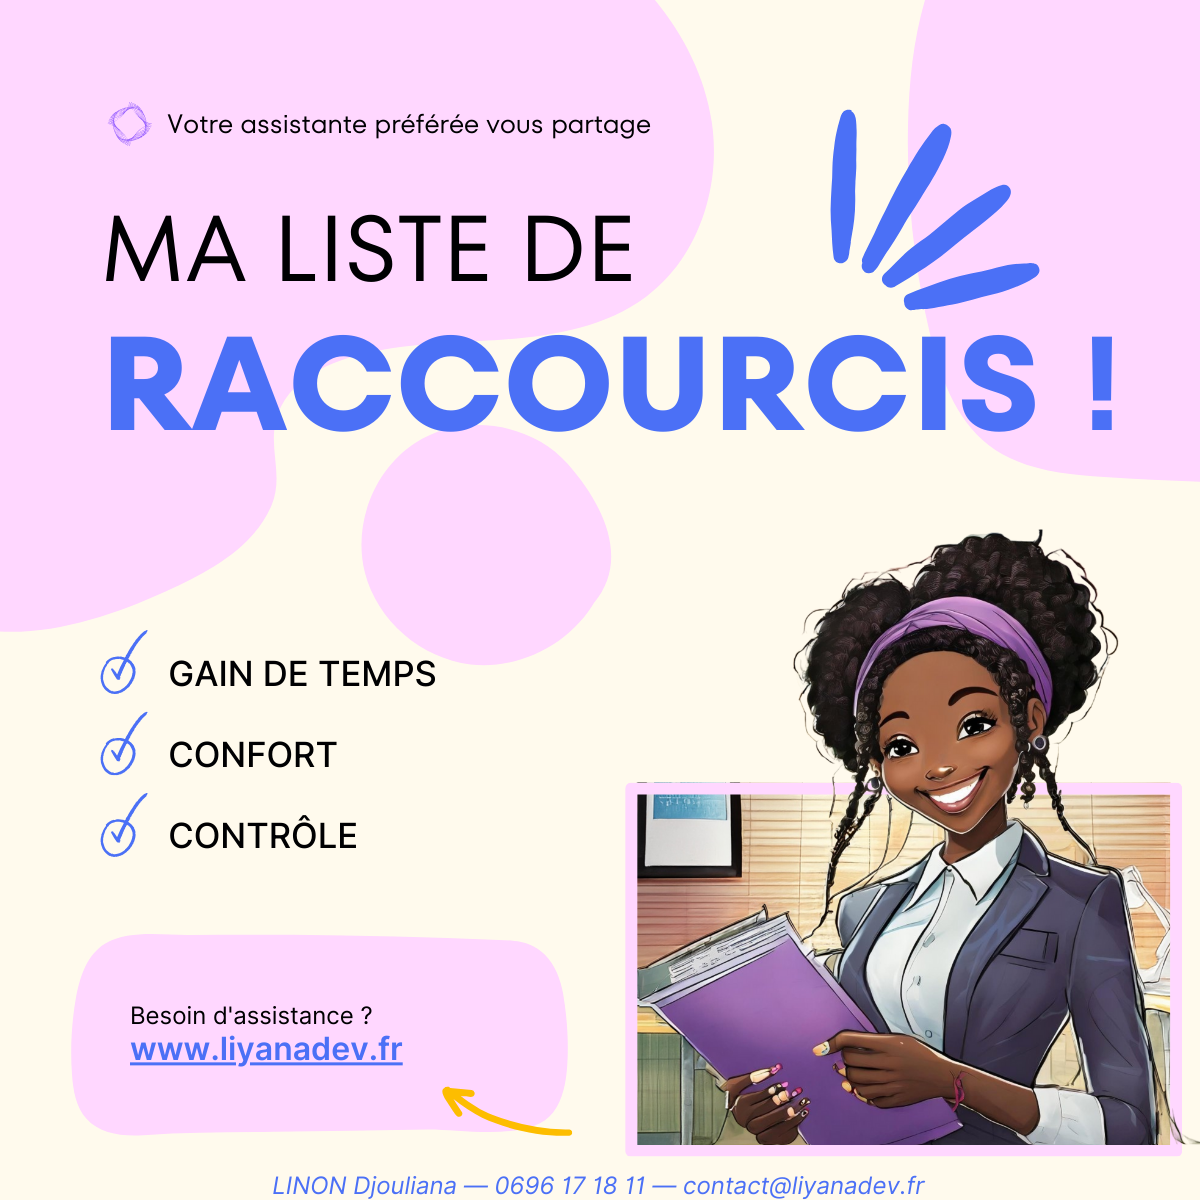 Votre assistante préférée vous partage
MA LISTE DE
RACCOURCIS !
GAIN DE TEMPS
CONFORT
CONTRÔLE
Besoin d'assistance ?
www.liyanadev.fr
LINON Djouliana — 0696 17 18 11 — contact@liyanadev.fr